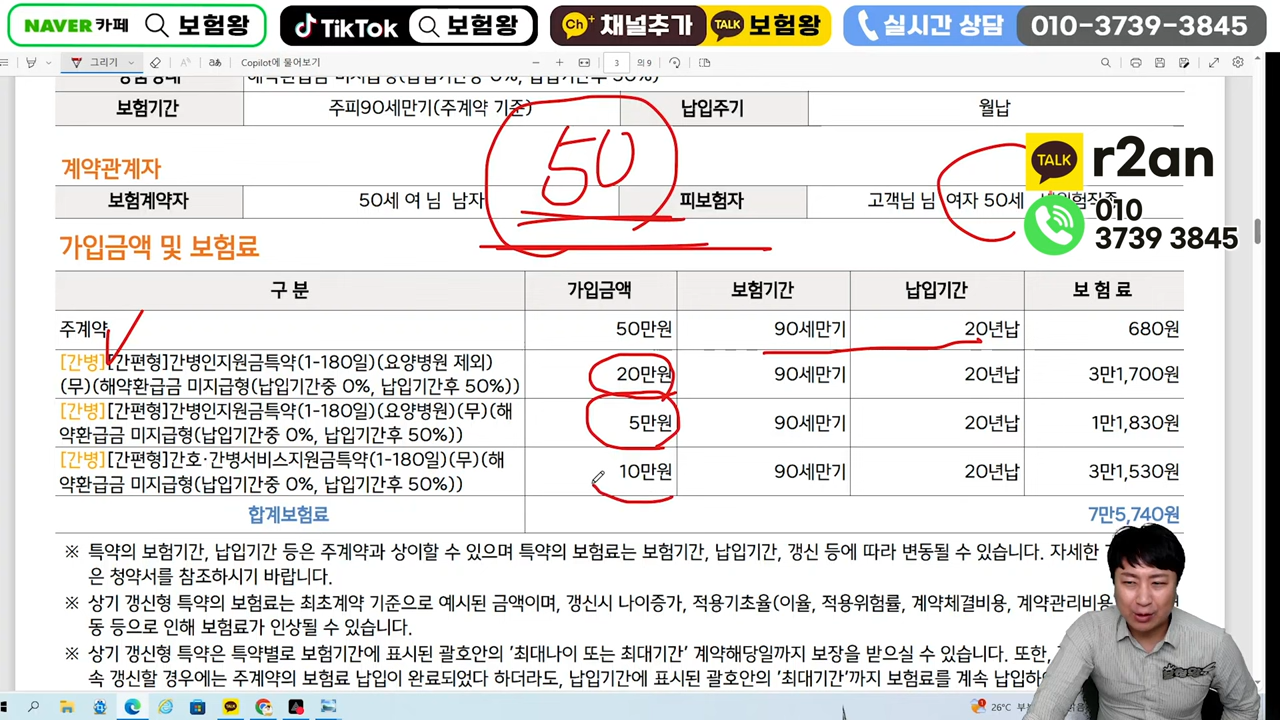 NAVER 카페 보험왕 TikTok 보험왕 Ch+ 채널추가 TALK 보험왕 실시간 상담 010-3739-3845
그리기 Copilot에 물어보기 3 의 9
해약환급금 미지급형(납입기간중 0%, 납입기간후 50%)
보험기간 주피90세만기(주계약 기준) 납입주기 월납
50
TALK r2an
계약관계자
보험계약자 50세 여 님 남자 피보험자 고객님 님 여자 50세
010
3739 3845
가입금액 및 보험료
구 분 가입금액 보험기간 납입기간 보 험 료
주계약 50만원 90세만기 20년납 680원
[간병][간편형]간병인지원금특약(1-180일)(요양병원 제외)
(무)(해약환급금 미지급형(납입기간중 0%, 납입기간후 50%)) 20만원 90세만기 20년납 3만1,700원
[간병][간편형]간병인지원금특약(1-180일)(요양병원)(무)(해
약환급금 미지급형(납입기간중 0%, 납입기간후 50%)) 5만원 90세만기 20년납 1만1,830원
[간병][간편형]간호·간병서비스지원금특약(1-180일)(무)(해
약환급금 미지급형(납입기간중 0%, 납입기간후 50%)) 10만원 90세만기 20년납 3만1,530원
합계보험료 7만5,740원
※ 특약의 보험기간, 납입기간 등은 주계약과 상이할 수 있으며 특약의 보험료는 보험기간, 납입기간, 갱신 등에 따라 변동될 수 있습니다. 자세한
은 청약서를 참조하시기 바랍니다.
※ 상기 갱신형 특약의 보험료는 최초계약 기준으로 예시된 금액이며, 갱신시 나이증가, 적용기초율(이율, 적용위험률, 계약체결비용, 계약관리비용
동 등으로 인해 보험료가 인상될 수 있습니다.
※ 상기 갱신형 특약은 특약별로 보험기간에 표시된 괄호안의 '최대나이 또는 최대기간' 계약해당일까지 보장을 받으실 수 있습니다. 또한,
속 갱신할 경우에는 주계약의 보험료 납입이 완료되었다 하더라도, 납입기간에 표시된 괄호안의 '최대기간'까지 보험료를 계속 납입하
26°C